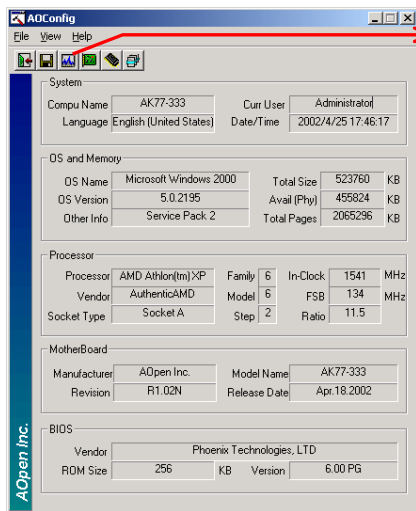 AOConfig
File View Help
System
Compu Name AK77-333 Curr User Administrator
Language English (United States) Date/Time 2002/4/25 17:46:17
OS and Memory
OS Name Microsoft Windows 2000 Total Size 523760 KB
OS Version 5.0.2195 Avail (Phy) 455824 KB
Other Info Service Pack 2 Total Pages 2065296 KB
Processor
Processor AMD Athlon(tm) XP Family 6 In-Clock 1541 MHz
Vendor AuthenticAMD Model 6 FSB 134 MHz
Socket Type Socket A Step 2 Ratio 11.5
MotherBoard
Manufacturer AOpen Inc. Model Name AK77-333
Revision R1.02N Release Date Apr.18.2002
BIOS
Vendor Phoenix Technologies, LTD
ROM Size 256 KB Version 6.00 PG
AOpen Inc.